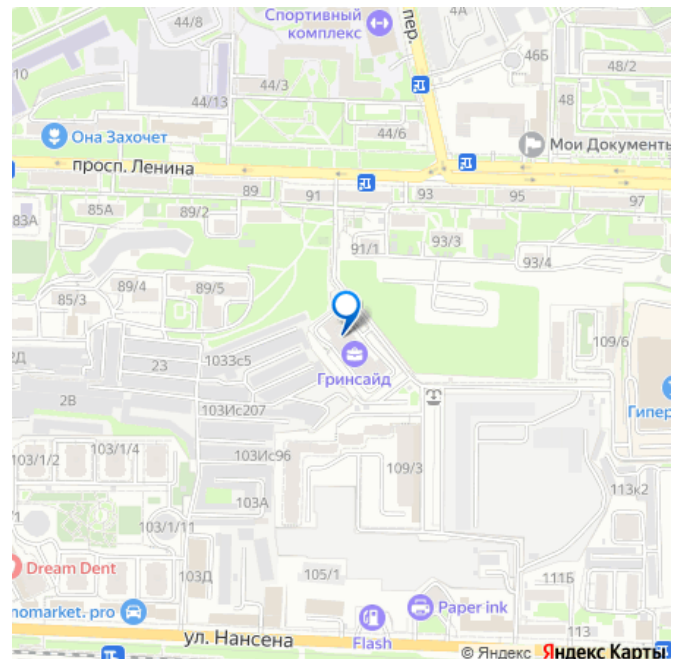 44/8
Спортивный
комплекс
пер.
4А
46Б
48/2
10
44/3
44/13
48
44/6
Она Захочет
Мои Документы
просп. Ленина
89
91
93
95
97
83А
85А
89/2
91/1
93/3
93/4
89/4
89/5
85/3
109/6
1033с5
2Д
23
Гринсайд
2В
103Ис207
Гипер
103/1/2
103/1/4
103Ис96
109/3
113к2
103А
/1
103/1/11
Dream Dent
103Д
105/1
111Б
nomarket. pro
Paper ink
Flash
113
ул. Нансена
© Яндекс Яндекс Карты